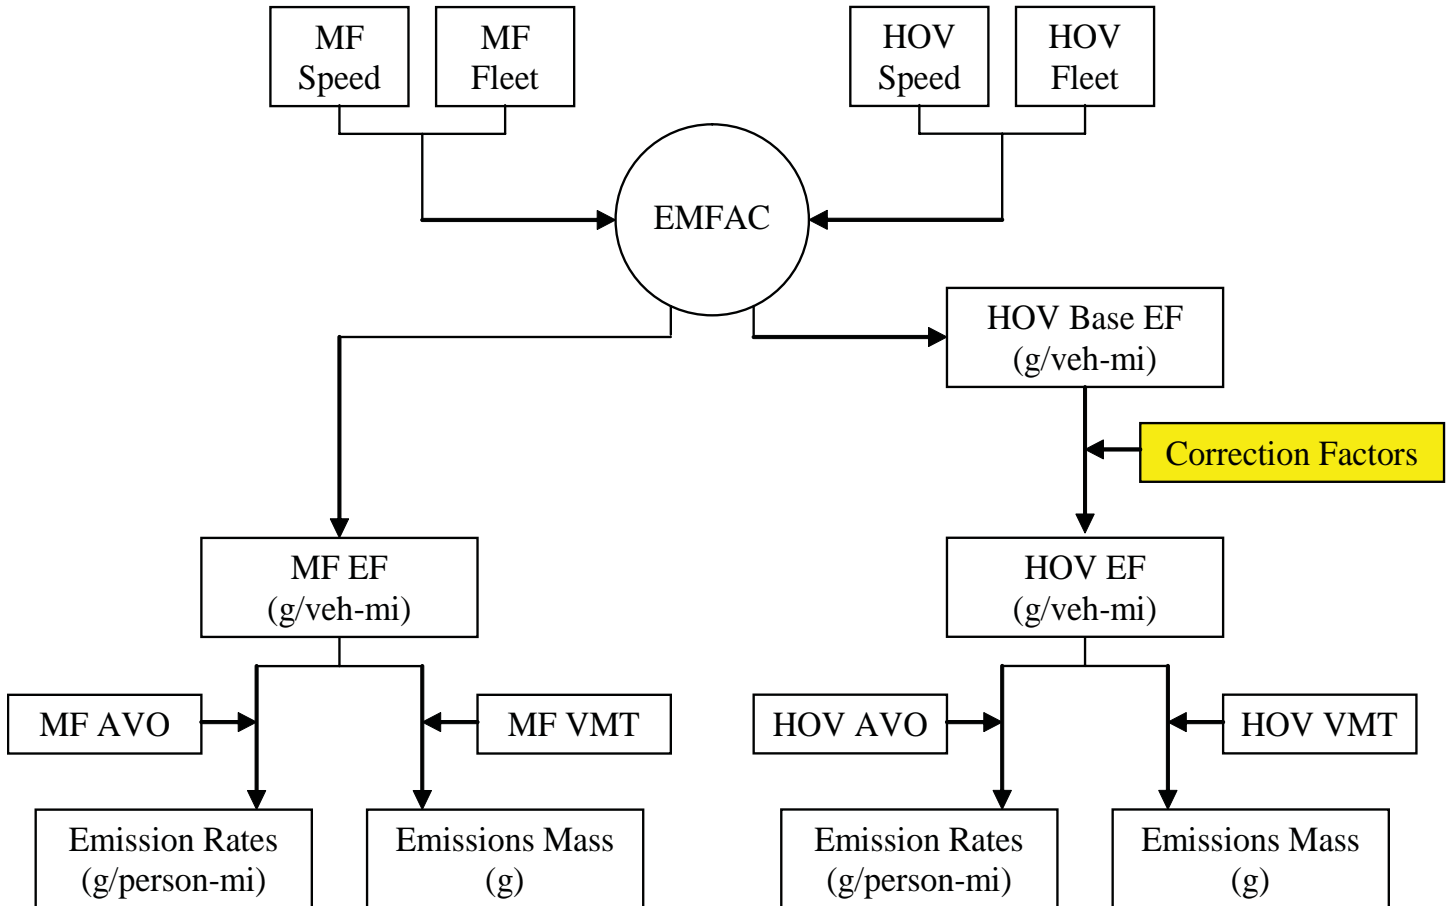 MF
Speed
MF
Fleet
HOV
Speed
HOV
Fleet
EMFAC
HOV Base EF
(g/veh-mi)
Correction Factors
MF EF
(g/veh-mi)
HOV EF
(g/veh-mi)
MF AVO
MF VMT
HOV AVO
HOV VMT
Emission Rates
(g/person-mi)
Emissions Mass
(g)
Emission Rates
(g/person-mi)
Emissions Mass
(g)